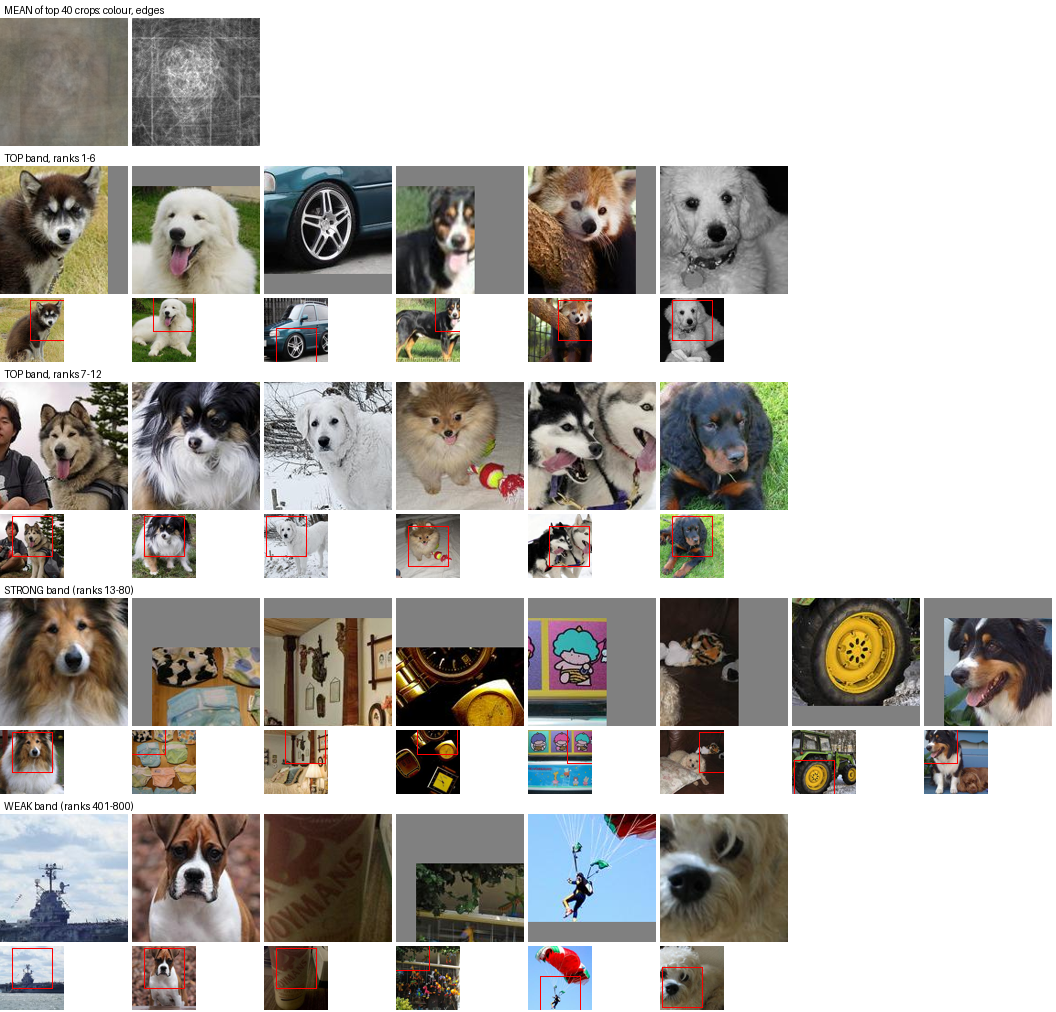 MEAN of top 40 crops: colour, edges
TOP band, ranks 1-6
TOP band, ranks 7-12
STRONG band (ranks 13-80)
WEAK band (ranks 401-800)